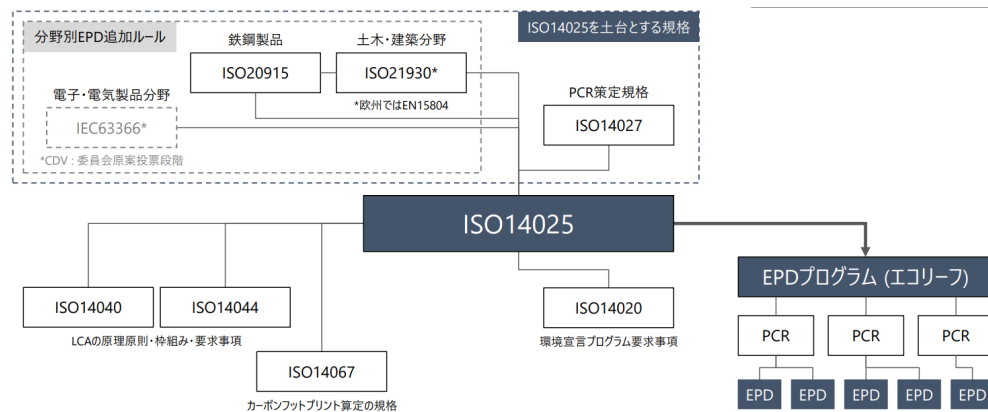 ISO14025を土台とする規格
分野別EPD追加ルール
鉄鋼製品
土木・建築分野
ISO20915
ISO21930*
*欧州ではEN15804
電子・電気製品分野
IEC63366*
*CDV : 委員会原案投票段階
PCR策定規格
ISO14027
ISO14025
EPDプログラム (エコリーフ)
ISO14040
ISO14044
LCAの原理原則・枠組み・要求事項
ISO14020
環境宣言プログラム要求事項
ISO14067
カーボンフットプリント算定の規格
PCR
PCR
PCR
EPD
EPD
EPD
EPD
EPD